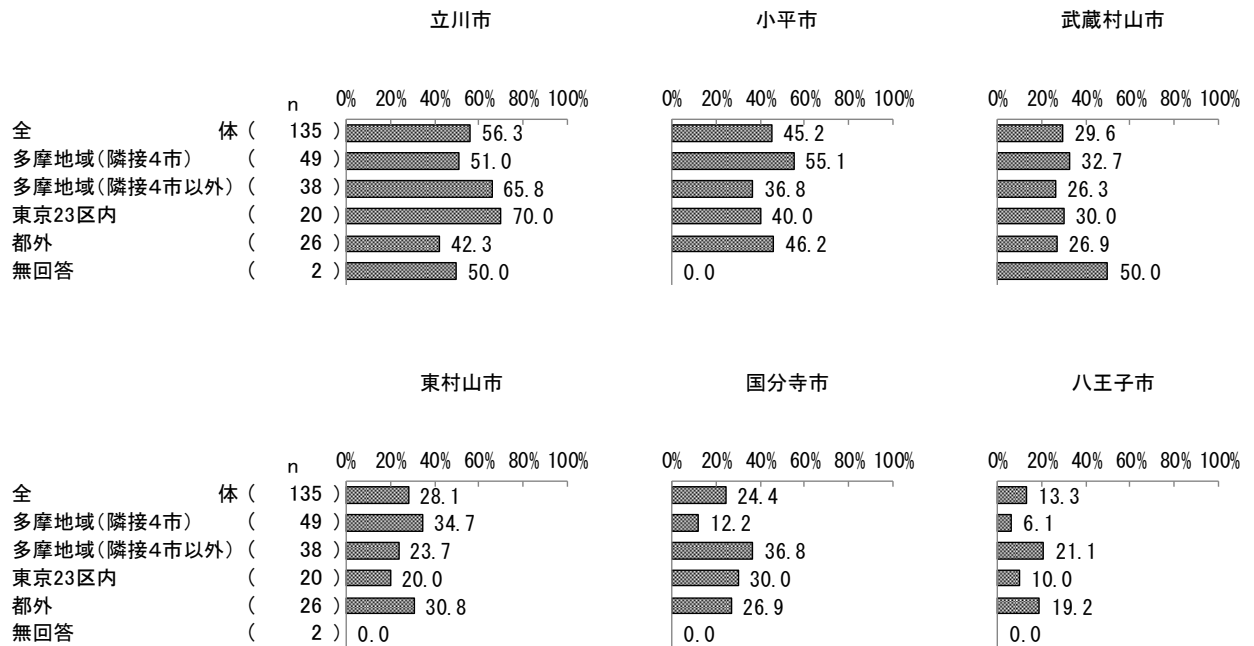 立川市 小平市 武蔵村山市
n 0% 20% 40% 60% 80% 100% 0% 20% 40% 60% 80% 100% 0% 20% 40% 60% 80% 100%
全 体 ( 135 ) 56.3 45.2 29.6
多摩地域(隣接4市) ( 49 ) 51.0 55.1 32.7
多摩地域(隣接4市以外) ( 38 ) 65.8 36.8 26.3
東京23区内 ( 20 ) 70.0 40.0 30.0
都外 ( 26 ) 42.3 46.2 26.9
無回答 ( 2 ) 50.0 0.0 50.0
東村山市 国分寺市 八王子市
n 0% 20% 40% 60% 80% 100% 0% 20% 40% 60% 80% 100% 0% 20% 40% 60% 80% 100%
全 体 ( 135 ) 28.1 24.4 13.3
多摩地域(隣接4市) ( 49 ) 34.7 12.2 6.1
多摩地域(隣接4市以外) ( 38 ) 23.7 36.8 21.1
東京23区内 ( 20 ) 20.0 30.0 10.0
都外 ( 26 ) 30.8 26.9 19.2
無回答 ( 2 ) 0.0 0.0 0.0